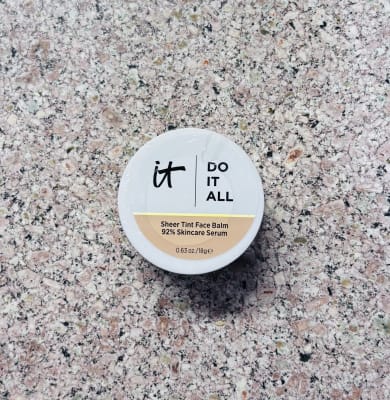 it
DO
IT
ALL
Sheer Tint Face Balm
92% Skincare Serum
0.63 oz./18g℮